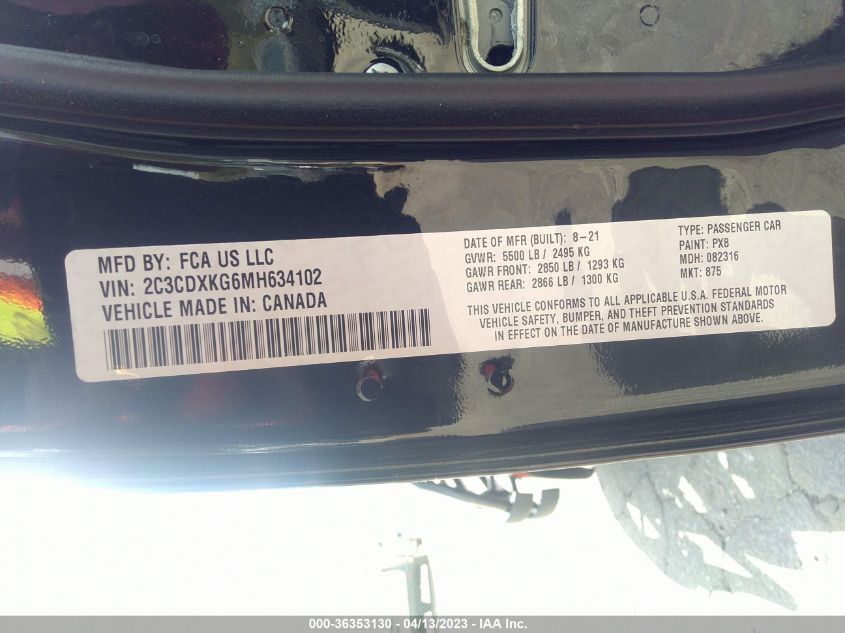 MFD BY: FCA US LLC
VIN: 2C3CDXKG6MH634102
VEHICLE MADE IN: CANADA
DATE OF MFR (BUILT): 8-21
GVWR: 5500 LB / 2495 KG
GAWR FRONT: 2850 LB / 1293 KG
GAWR REAR: 2866 LB / 1300 KG
TYPE: PASSENGER CAR
PAINT: PX8
MDH: 082316
MKT: 875
THIS VEHICLE CONFORMS TO ALL APPLICABLE U.S.A. FEDERAL MOTOR
VEHICLE SAFETY, BUMPER, AND THEFT PREVENTION STANDARDS
IN EFFECT ON THE DATE OF MANUFACTURE SHOWN ABOVE.
000-36353130 - 04/13/2023 - IAA Inc.